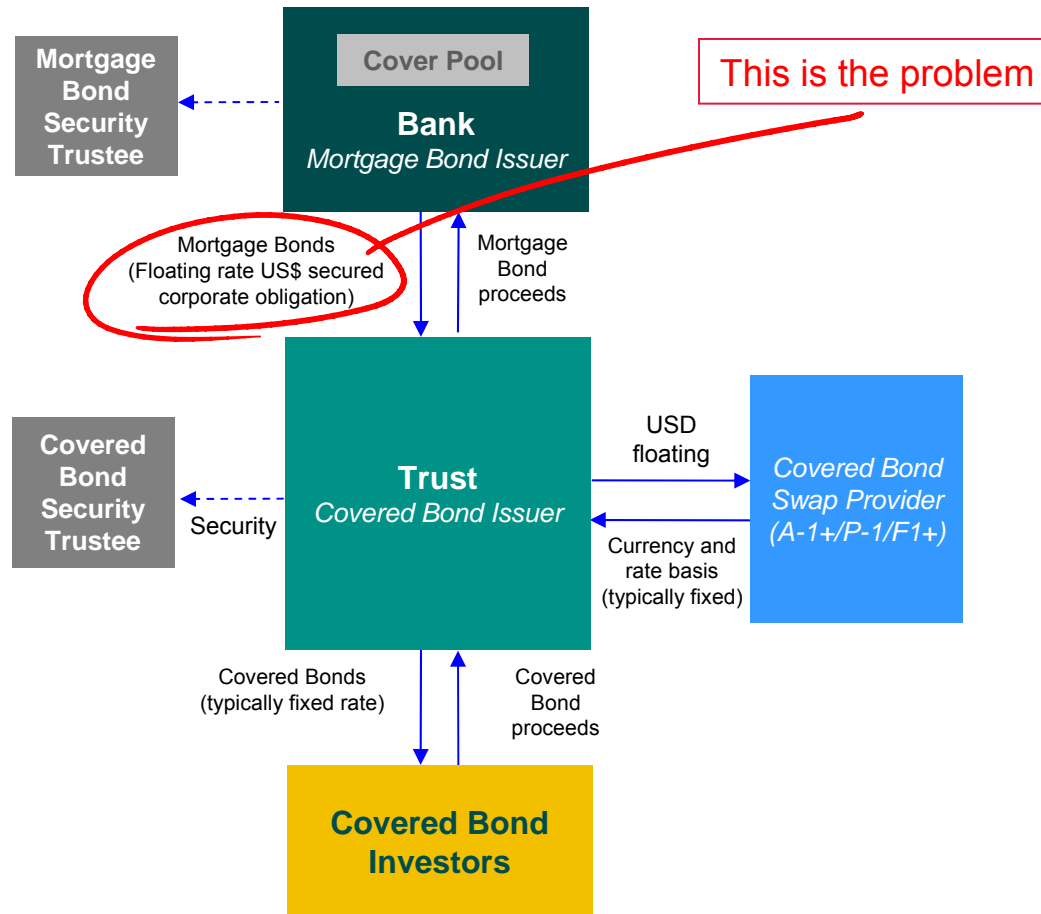 Mortgage
Bond
Security
Trustee
Cover Pool
Bank
Mortgage Bond Issuer
This is the problem
Mortgage Bonds
(Floating rate US$ secured
corporate obligation)
Mortgage
Bond
proceeds
Covered
Bond
Security
Trustee
Security
Trust
Covered Bond Issuer
USD
floating
Currency and
rate basis
(typically fixed)
Covered Bond
Swap Provider
(A-1+/P-1/F1+)
Covered Bonds
(typically fixed rate)
Covered
Bond
proceeds
Covered Bond
Investors